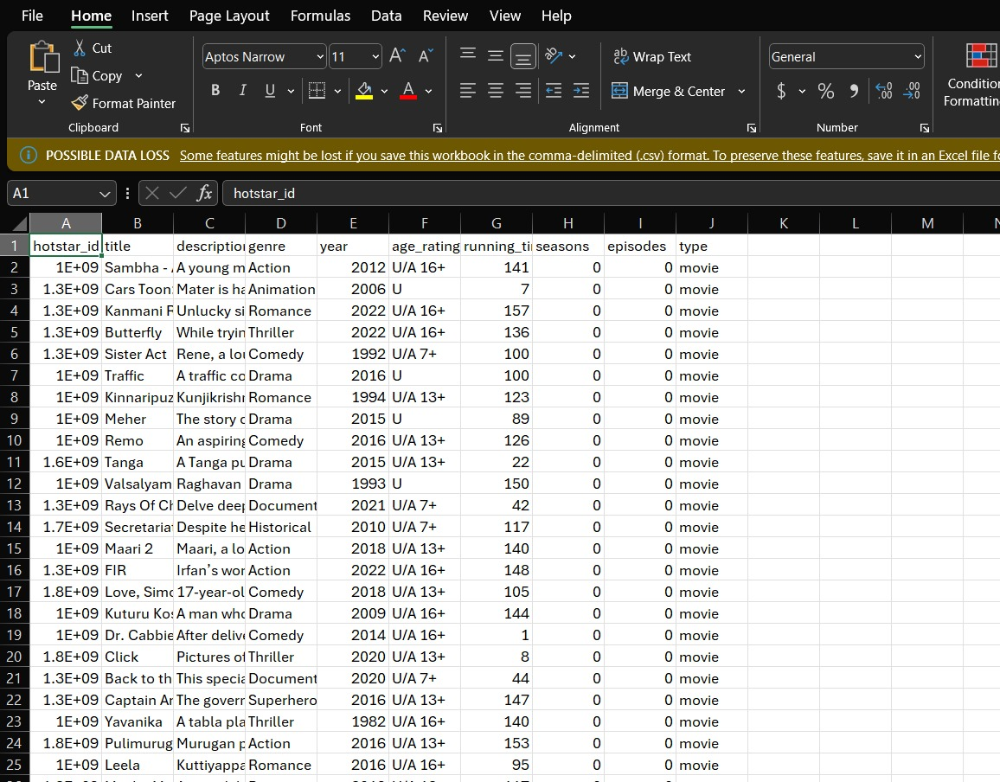 File Home Insert Page Layout Formulas Data Review View Help
Paste Cut Copy Format Painter Clipboard
Aptos Narrow 11 A A B I U A Font
ab Wrap Text Merge & Center Alignment
General $ % 9 .00 Number
Condition
Formatting
POSSIBLE DATA LOSS Some features might be lost if you save this workbook in the comma-delimited (.csv) format. To preserve these features, save it in an Excel file fo
A1 fx hotstar_id
A B C D E F G H I J K L M N
1 hotstar_id title description genre year age_rating running_ti seasons episodes type
2 1E+09 Sambha - A young m Action 2012 U/A 16+ 141 0 0 movie
3 1.3E+09 Cars Toon Mater is ha Animation 2006 U 7 0 0 movie
4 1.3E+09 Kanmani R Unlucky si Romance 2022 U/A 16+ 157 0 0 movie
5 1.3E+09 Butterfly While tryin Thriller 2022 U/A 16+ 136 0 0 movie
6 1.3E+09 Sister Act Rene, a lou Comedy 1992 U/A 7+ 100 0 0 movie
7 1E+09 Traffic A traffic co Drama 2016 U 100 0 0 movie
8 1E+09 Kinnaripuz Kunjikrishn Romance 1994 U/A 13+ 123 0 0 movie
9 1E+09 Meher The story o Drama 2015 U 89 0 0 movie
10 1E+09 Remo An aspiring Comedy 2016 U/A 13+ 126 0 0 movie
11 1.6E+09 Tanga A Tanga pu Drama 2015 U/A 13+ 22 0 0 movie
12 1E+09 Valsalyam Raghavan Drama 1993 U 150 0 0 movie
13 1.3E+09 Rays Of Ch Delve deep Document 2021 U/A 7+ 42 0 0 movie
14 1.7E+09 Secretariat Despite he Historical 2010 U/A 7+ 117 0 0 movie
15 1E+09 Maari 2 Maari, a lo Action 2018 U/A 13+ 140 0 0 movie
16 1.3E+09 FIR Irfan’s wor Action 2022 U/A 16+ 148 0 0 movie
17 1.8E+09 Love, Simo 17-year-ol Comedy 2018 U/A 13+ 105 0 0 movie
18 1E+09 Kuturu Kos A man who Drama 2009 U/A 16+ 144 0 0 movie
19 1E+09 Dr. Cabbie After delive Comedy 2014 U/A 16+ 1 0 0 movie
20 1.8E+09 Click Pictures of Thriller 2020 U/A 13+ 8 0 0 movie
21 1.3E+09 Back to th This specia Document 2020 U/A 7+ 44 0 0 movie
22 1.3E+09 Captain Am The govern Superhero 2016 U/A 13+ 147 0 0 movie
23 1E+09 Yavanika A tabla pla Thriller 1982 U/A 16+ 140 0 0 movie
24 1.8E+09 Pulimurug Murugan p Action 2016 U/A 13+ 153 0 0 movie
25 1E+09 Leela Kuttiyappa Romance 2016 U/A 16+ 95 0 0 movie